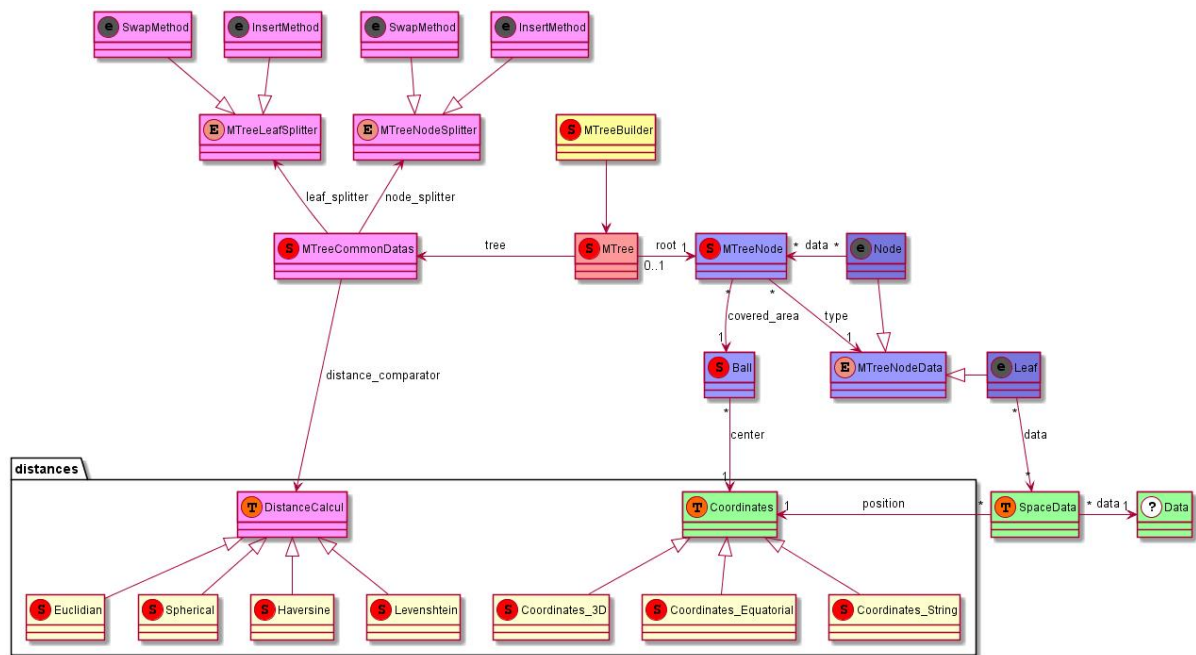 e SwapMethod
e InsertMethod
e SwapMethod
e InsertMethod
E MTreeLeafSplitter
E MTreeNodeSplitter
S MTreeBuilder
leaf_splitter
node_splitter
S MTreeCommonDatas
tree
S MTree
root 1
0..1
S MTreeNode
* data *
e Node
* *
covered_area
type
1 1
S Ball
E MTreeNodeData
e Leaf
distance_comparator
* *
center
data
distances
1 *
T DistanceCalcul
T Coordinates
1 position *
T SpaceData
* data 1
? Data
S Euclidian
S Spherical
S Haversine
S Levenshtein
S Coordinates_3D
S Coordinates_Equatorial
S Coordinates_String